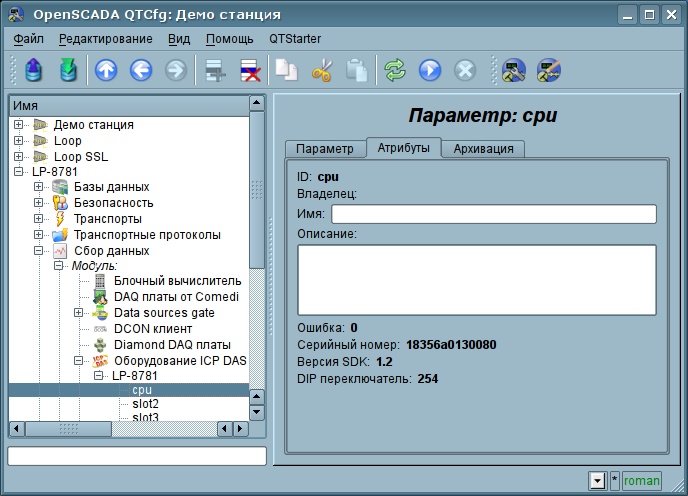 OpenSCADA QTCfg: Демо станция
Файл Редактирование Вид Помощь QTStarter
Имя
Демо станция
Loop
Loop SSL
LP-8781
Базы данных
Безопасность
Транспорты
Транспортные протоколы
Сбор данных
Модуль:
Блочный вычислитель
DAQ платы от Comedi
Data sources gate
DCON клиент
Diamond DAQ платы
Оборудование ICP DAS
LP-8781
cpu
slot2
slot3
Параметр: cpu
Параметр Атрибуты Архивация
ID: cpu
Владелец:
Имя:
Описание:
Ошибка: 0
Серийный номер: 18356a0130080
Версия SDK: 1.2
DIP переключатель: 254
* roman